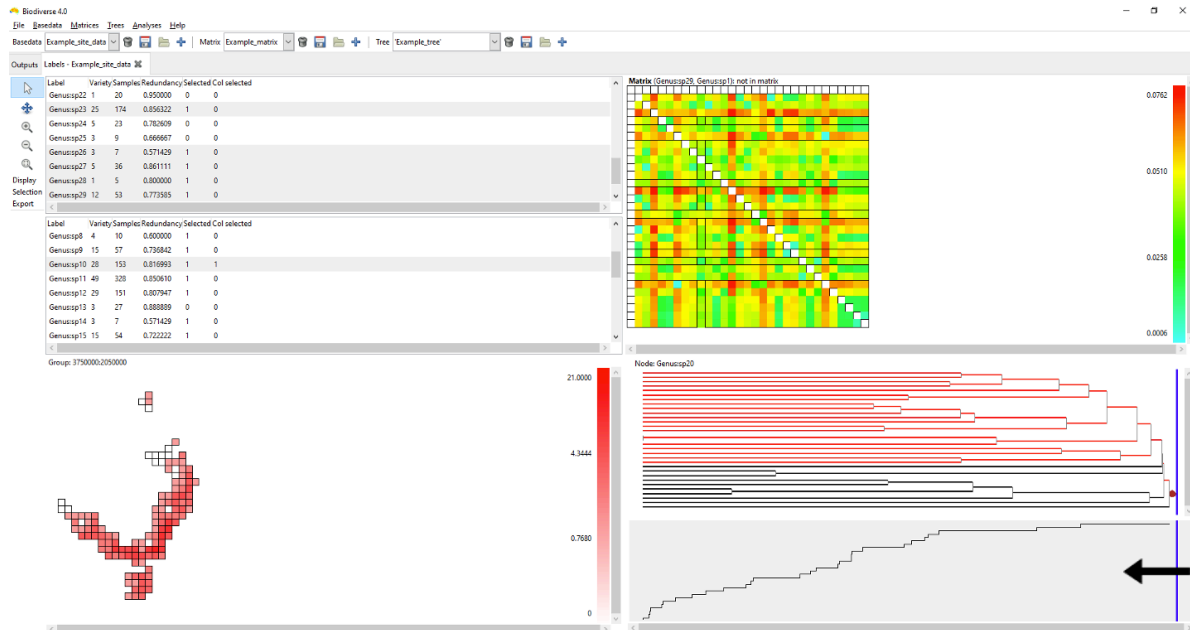 Biodiverse 4.0
File Basedata Matrices Trees Analyses Help
Basedata Example_site_data Matrix Example_matrix Tree 'Example_tree'
Outputs Labels - Example_site_data
Display
Selection
Export
Label Variety Samples Redundancy Selected Col selected
Genus:sp22 1 20 0.950000 0 0
Genus:sp23 25 174 0.856322 1 0
Genus:sp24 5 23 0.782609 0 0
Genus:sp25 3 9 0.666667 0 0
Genus:sp26 3 7 0.571429 1 0
Genus:sp27 5 36 0.861111 1 0
Genus:sp28 1 5 0.800000 1 0
Genus:sp29 12 53 0.773585 1 0
Label Variety Samples Redundancy Selected Col selected
Genus:sp8 4 10 0.600000 1 0
Genus:sp9 15 57 0.736842 1 0
Genus:sp10 28 153 0.816993 1 1
Genus:sp11 49 328 0.850610 1 0
Genus:sp12 29 151 0.807947 1 0
Genus:sp13 3 27 0.888889 0 0
Genus:sp14 3 7 0.571429 1 0
Genus:sp15 15 54 0.722222 1 0
Matrix (Genus:sp29, Genus:sp1): not in matrix
0.0762
0.0510
0.0258
0.0006
Group: 3750000:2050000
21.0000
4.3444
0.7680
0
Node: Genus:sp20